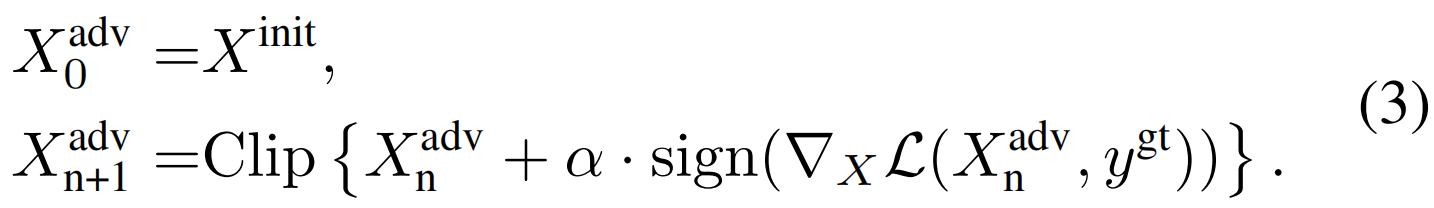 X_0^adv = X^init,
X_n+1^adv = Clip { X_n^adv + α · sign(∇_X ℒ(X_n^adv, y^gt)) } .
(3)